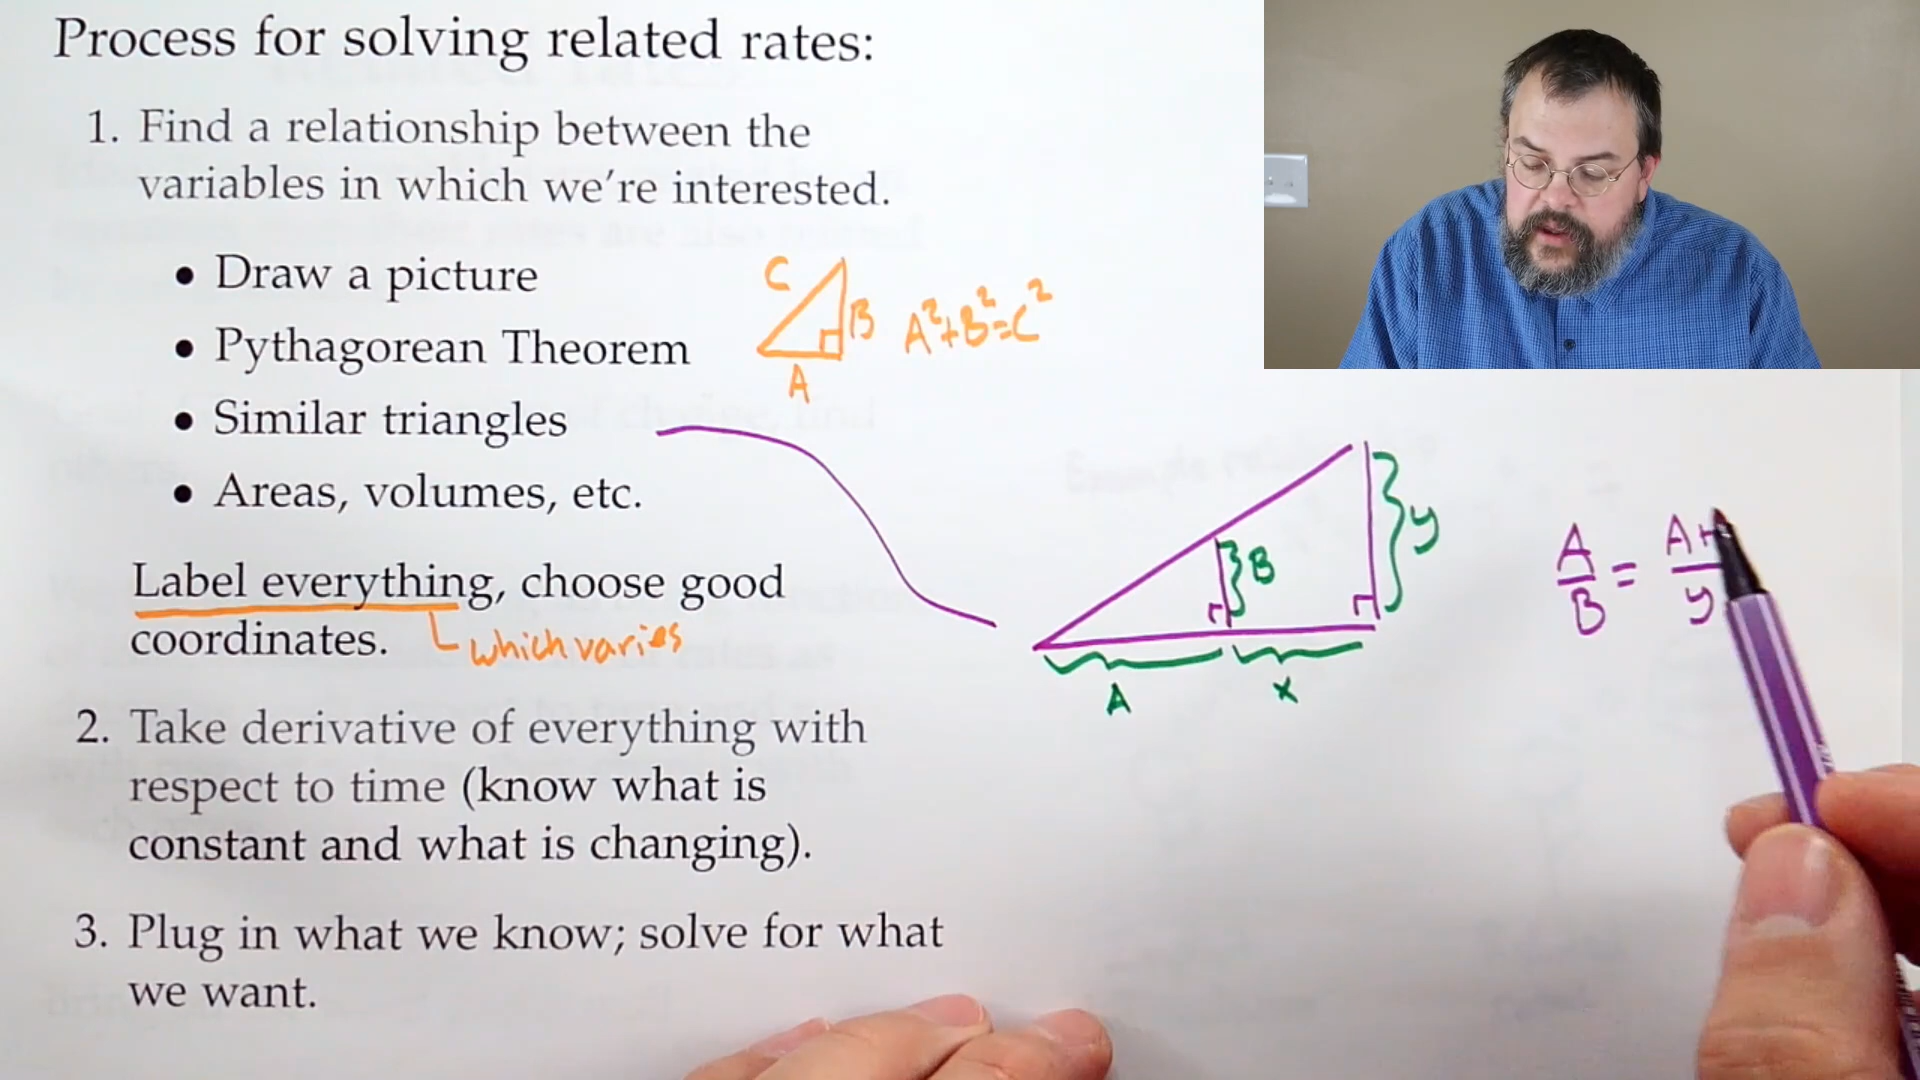 Process for solving related rates:
1. Find a relationship between the
variables in which we're interested.
• Draw a picture
• Pythagorean Theorem
• Similar triangles
• Areas, volumes, etc.
C
B
A
A²+B²=C²
Label everything, choose good
coordinates.
which varies
2. Take derivative of everything with
respect to time (know what is
constant and what is changing).
3. Plug in what we know; solve for what
we want.
B
y
A
x
A
B
=
A+
y